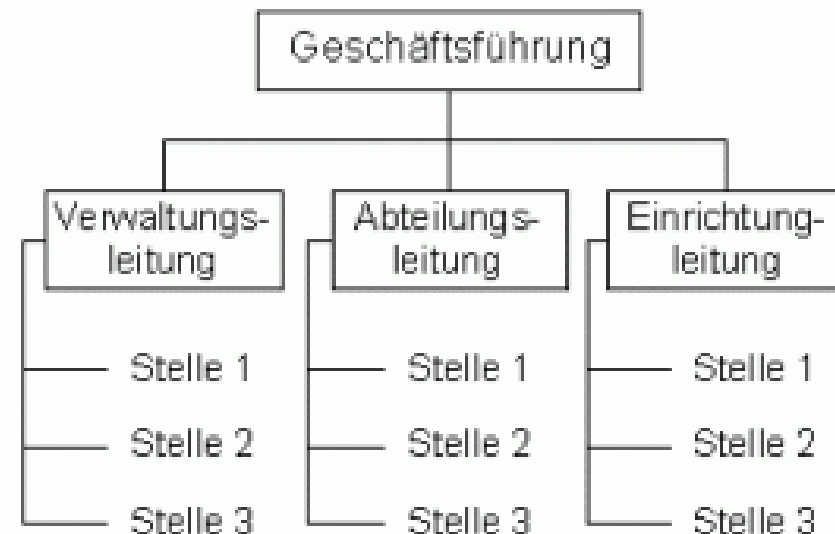 Geschäftsführung
Verwaltungs-
leitung
Abteilungs-
leitung
Einrichtung-
leitung
Stelle 1
Stelle 2
Stelle 3
Stelle 1
Stelle 2
Stelle 3
Stelle 1
Stelle 2
Stelle 3